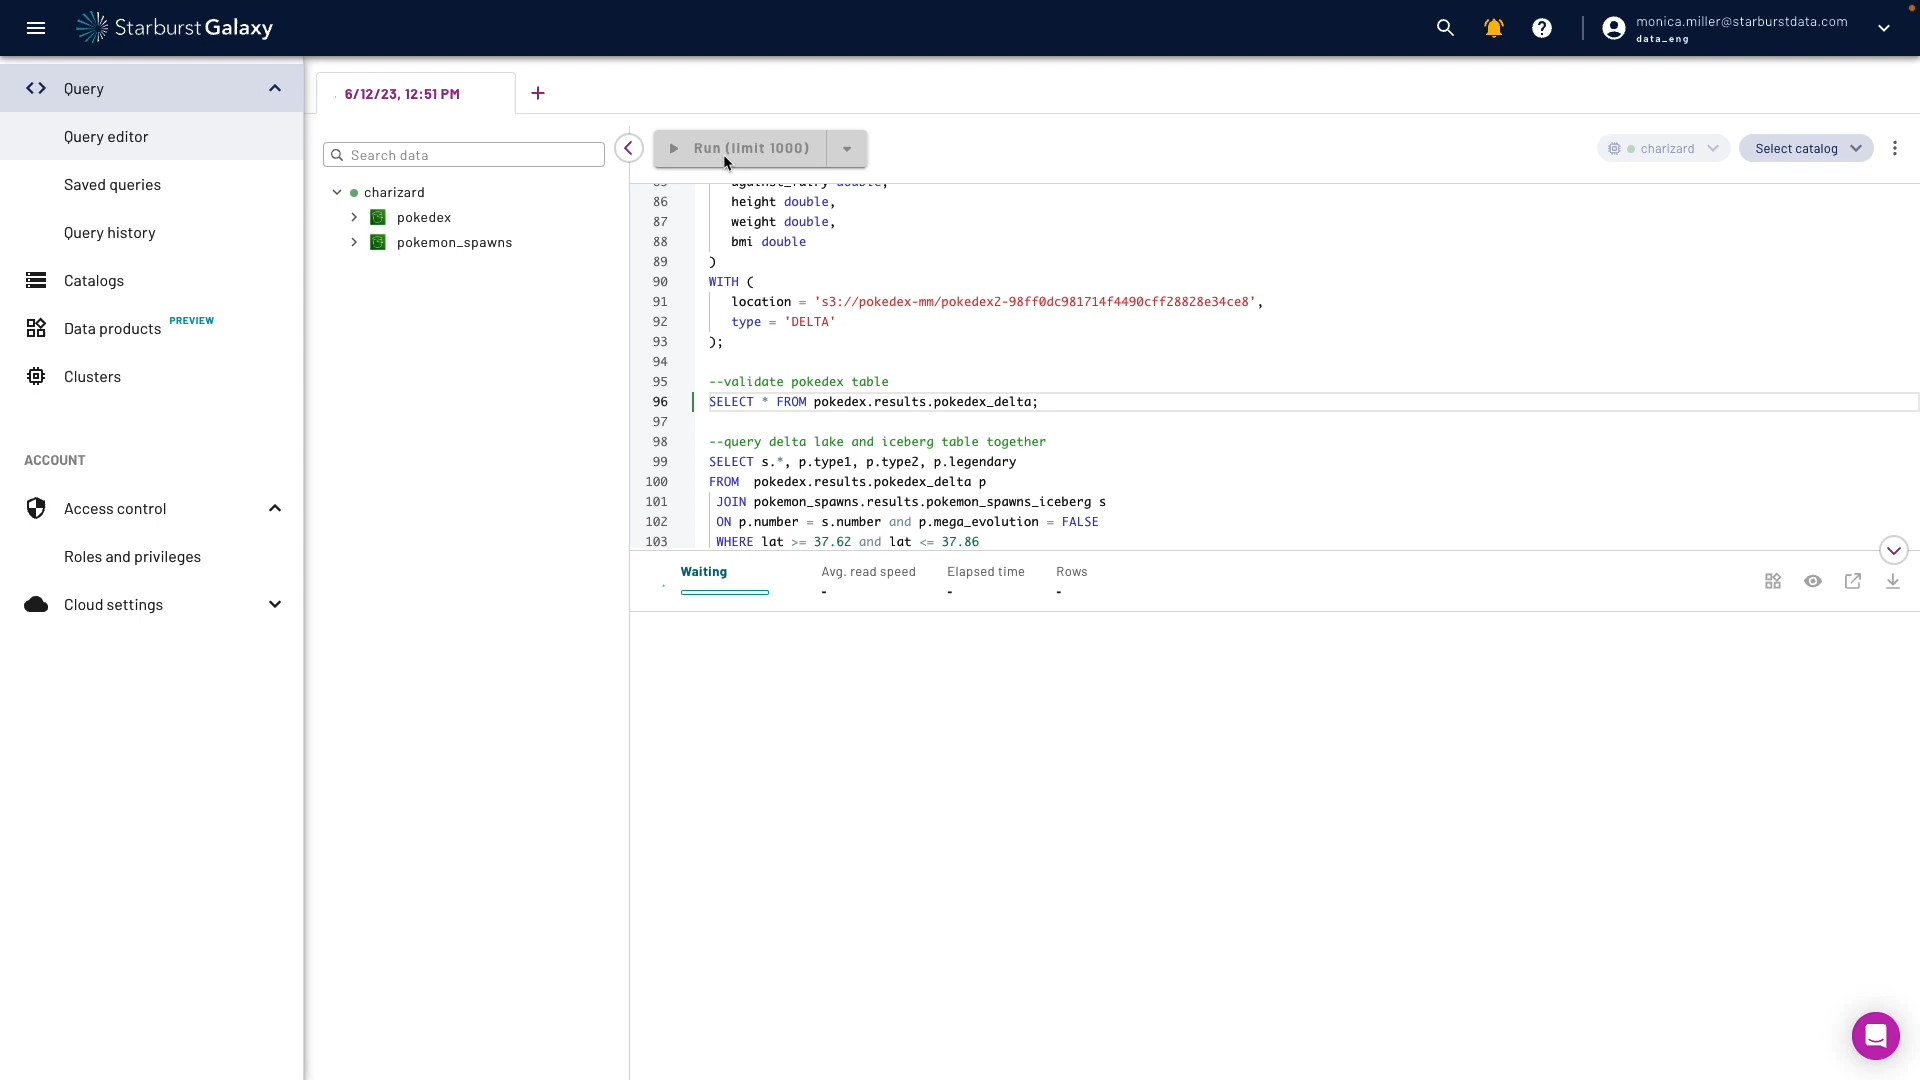 Starburst Galaxy
monica.miller@starburstdata.com
data_eng
Query
Query editor
Saved queries
Query history
Catalogs
Data products PREVIEW
Clusters
ACCOUNT
Access control
Roles and privileges
Cloud settings
6/12/23, 12:51 PM
Search data
charizard
pokedex
pokemon_spawns
Run (limit 1000)
charizard
Select catalog
85 against_fairy double,
86 height double,
87 weight double,
88 bmi double
89 )
90 WITH (
91 location = 's3://pokedex-mm/pokedex2-98ff0dc981714f4490cff28828e34ce8',
92 type = 'DELTA'
93 );
94
95 --validate pokedex table
96 SELECT * FROM pokedex.results.pokedex_delta;
97
98 --query delta lake and iceberg table together
99 SELECT s.*, p.type1, p.type2, p.legendary
100 FROM pokedex.results.pokedex_delta p
101 JOIN pokemon_spawns.results.pokemon_spawns_iceberg s
102 ON p.number = s.number and p.mega_evolution = FALSE
103 WHERE lat >= 37.62 and lat <= 37.86
Waiting Avg. read speed Elapsed time Rows
- - -